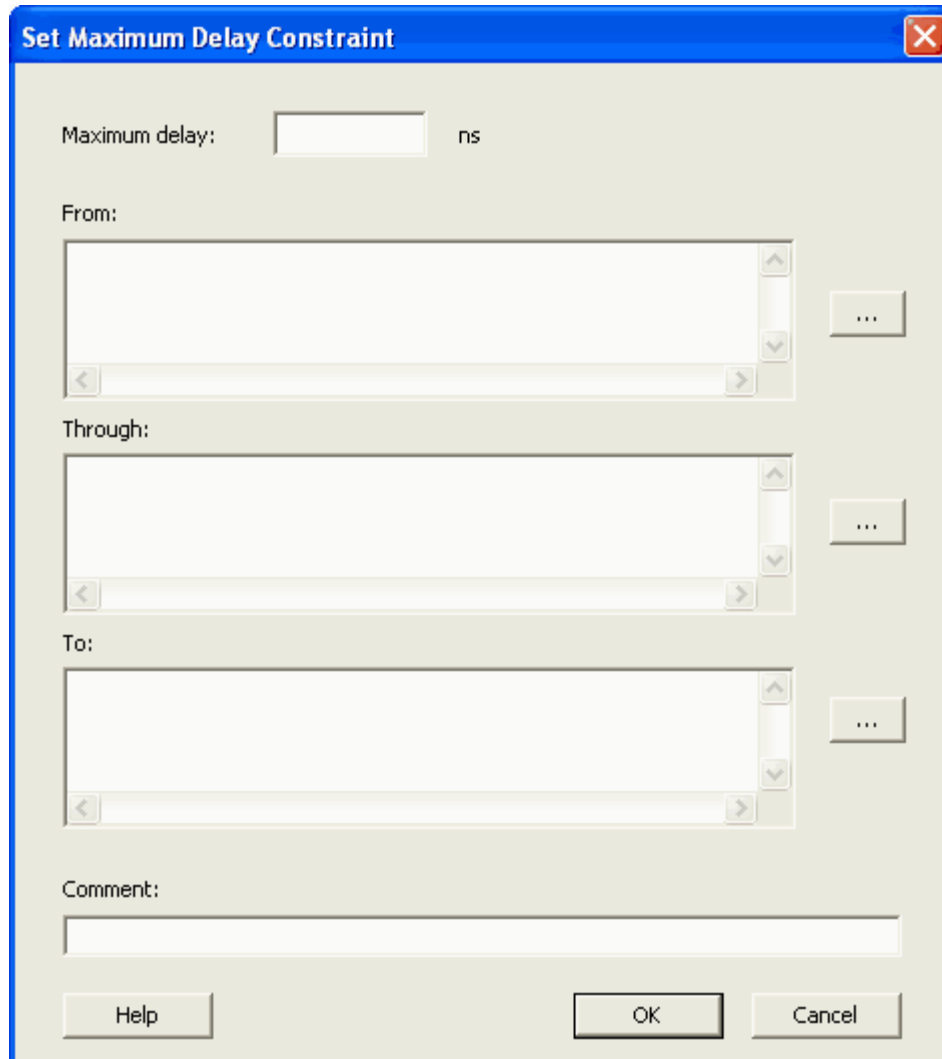 Set Maximum Delay Constraint
Maximum delay: ns
From:
...
Through:
...
To:
...
Comment:
Help OK Cancel